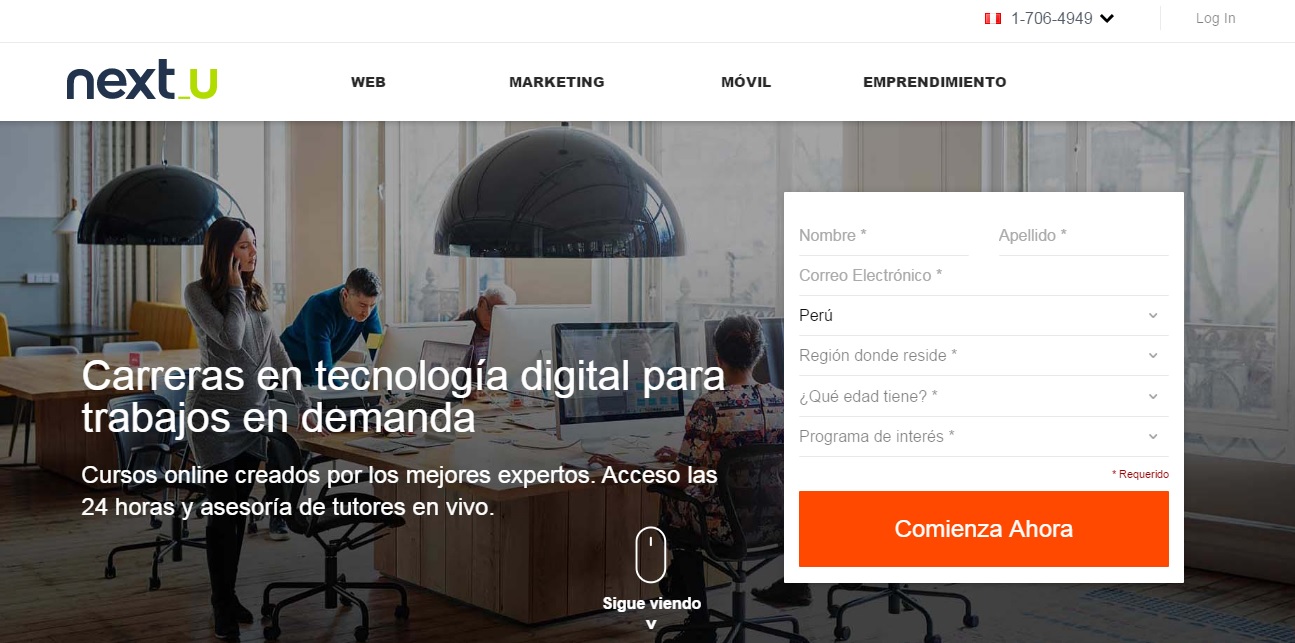 1-706-4949
Log In
next_u
WEB
MARKETING
MÓVIL
EMPRENDIMIENTO
Carreras en tecnología digital para
trabajos en demanda
Cursos online creados por los mejores expertos. Acceso las
24 horas y asesoría de tutores en vivo.
Sigue viendo
Nombre *
Apellido *
Correo Electrónico *
Perú
Región donde reside *
¿Qué edad tiene? *
Programa de interés *
* Requerido
Comienza Ahora